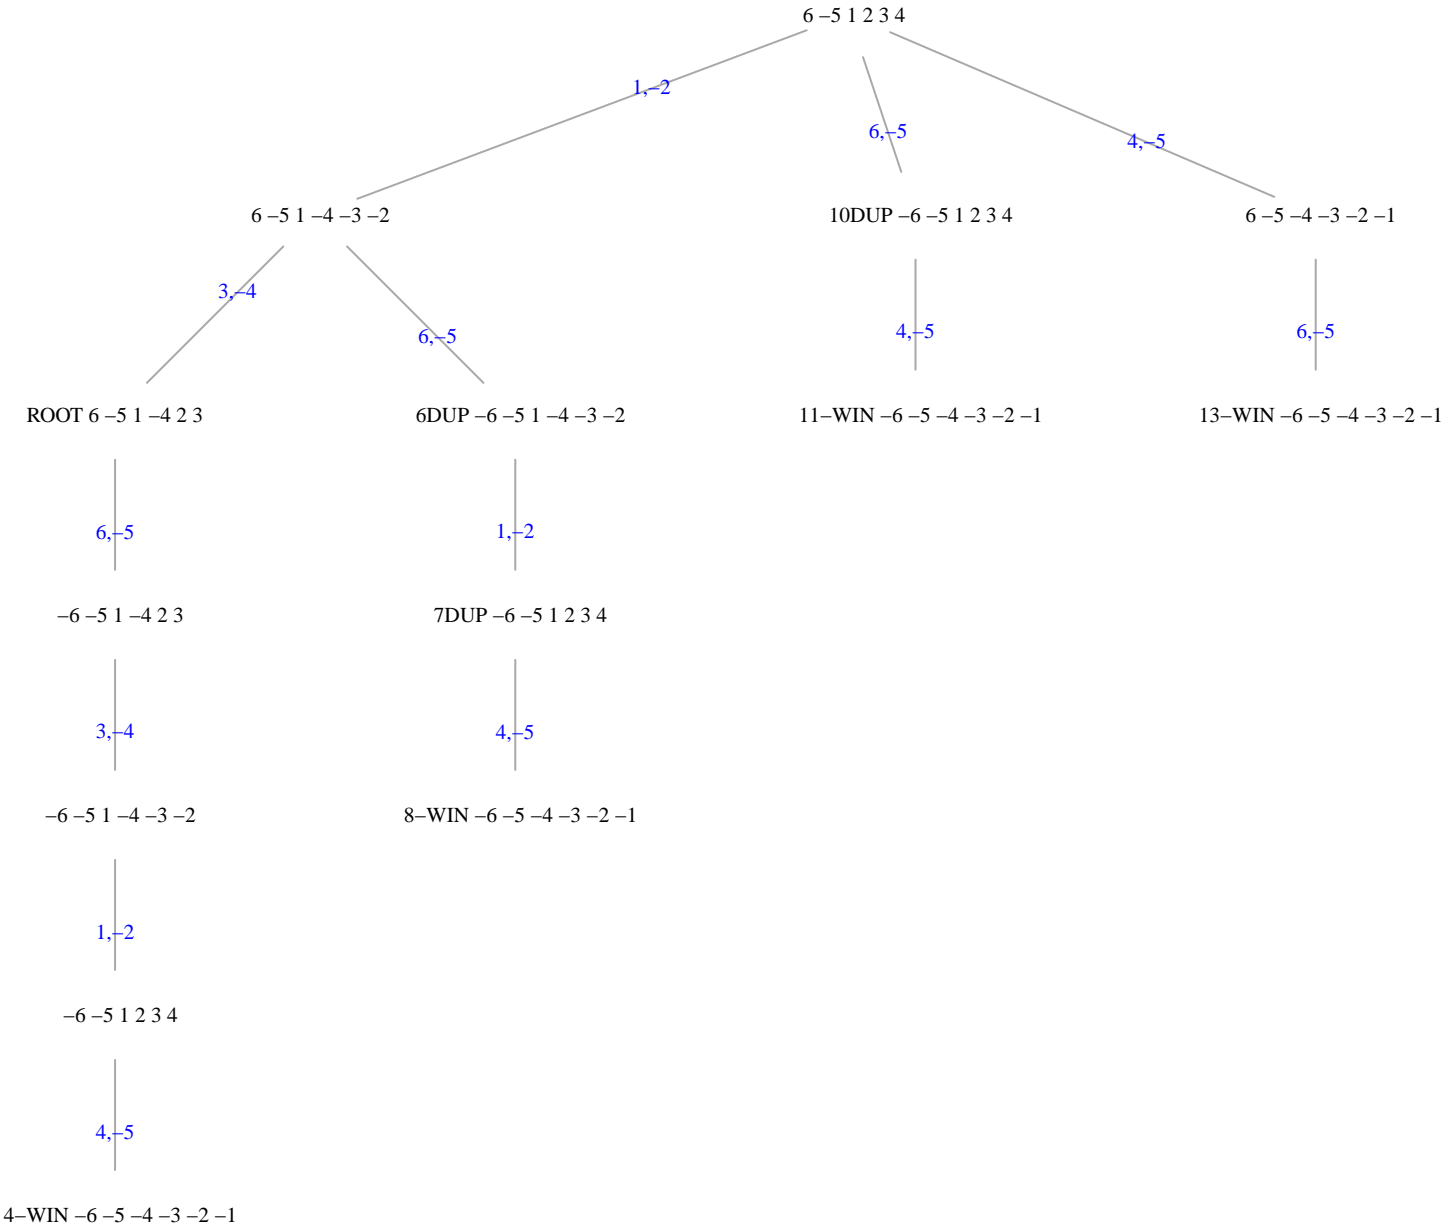 6 –5 1 2 3 4
1,–2
6,–5
4,–5
6 –5 1 –4 –3 –2
10DUP –6 –5 1 2 3 4
6 –5 –4 –3 –2 –1
3,–4
6,–5
4,–5
6,–5
ROOT 6 –5 1 –4 2 3
6DUP –6 –5 1 –4 –3 –2
11–WIN –6 –5 –4 –3 –2 –1
13–WIN –6 –5 –4 –3 –2 –1
6,–5
1,–2
–6 –5 1 –4 2 3
7DUP –6 –5 1 2 3 4
3,–4
4,–5
–6 –5 1 –4 –3 –2
8–WIN –6 –5 –4 –3 –2 –1
1,–2
–6 –5 1 2 3 4
4,–5
4–WIN –6 –5 –4 –3 –2 –1